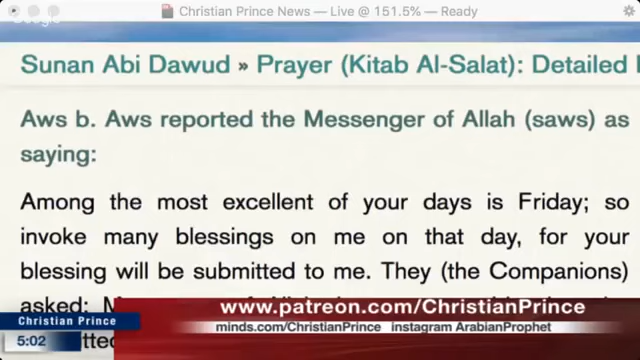 Christian Prince News — Live @ 151.5% — Ready
Sunan Abi Dawud » Prayer (Kitab Al-Salat): Detailed
Aws b. Aws reported the Messenger of Allah (saws) as
saying:
Among the most excellent of your days is Friday; so
invoke many blessings on me on that day, for your
blessing will be submitted to me. They (the Companions)
asked:
www.patreon.com/ChristianPrince
Christian Prince
minds.com/ChristianPrince instagram ArabianProphet
5:02